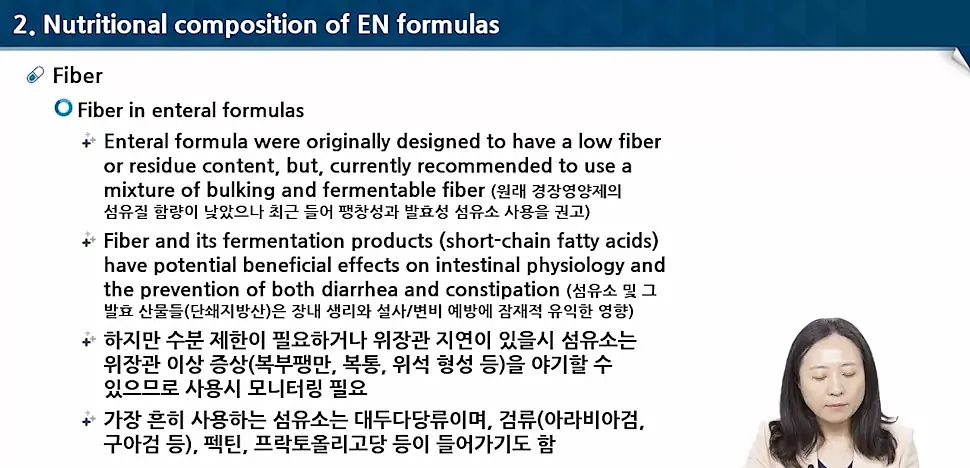 2. Nutritional composition of EN formulas
Fiber
Fiber in enteral formulas
Enteral formula were originally designed to have a low fiber
or residue content, but, currently recommended to use a
mixture of bulking and fermentable fiber (원래 경장영양제의
섬유질 함량이 낮았으나 최근 들어 팽창성과 발효성 섬유소 사용을 권고)
Fiber and its fermentation products (short-chain fatty acids)
have potential beneficial effects on intestinal physiology and
the prevention of both diarrhea and constipation (섬유소 및 그
발효 산물들(단쇄지방산)은 장내 생리와 설사/변비 예방에 잠재적 유익한 영향)
하지만 수분 제한이 필요하거나 위장관 지연이 있을시 섬유소는
위장관 이상 증상(복부팽만, 복통, 위석 형성 등)을 야기할 수
있으므로 사용시 모니터링 필요
가장 흔히 사용하는 섬유소는 대두다당류이며, 검류(아라비아검,
구아검 등), 펙틴, 프락토올리고당 등이 들어가기도 함